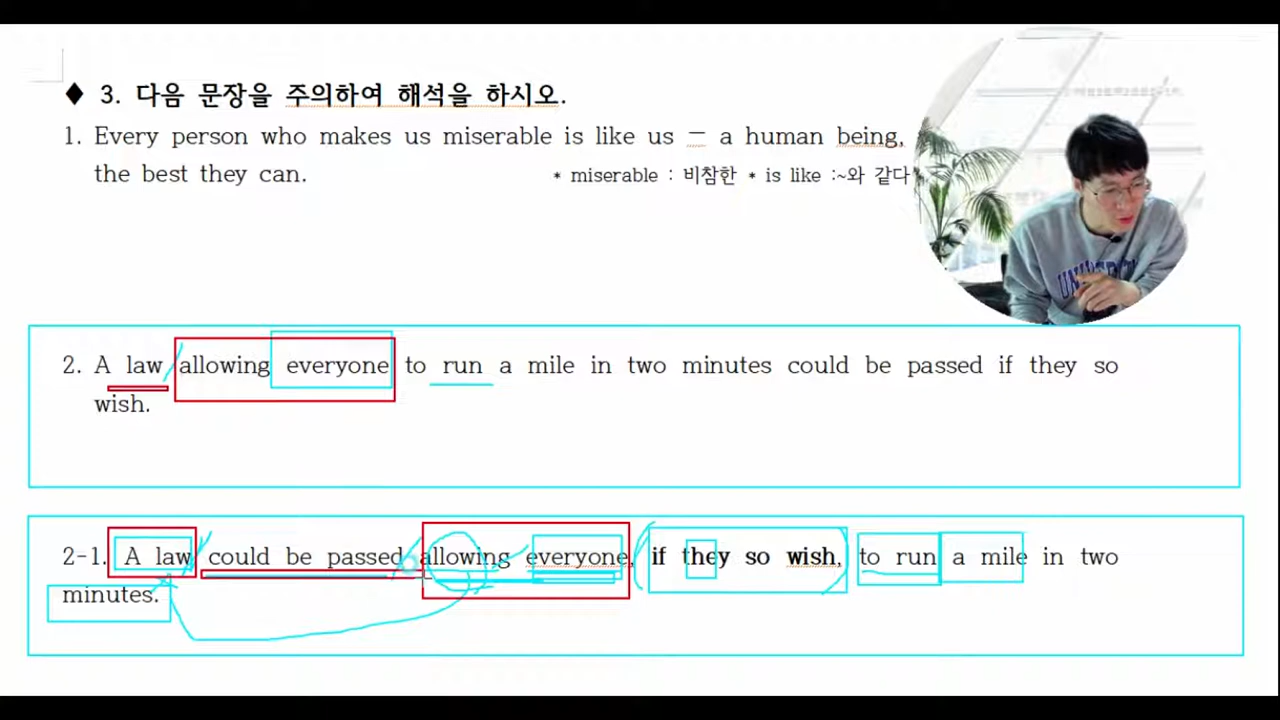 ◆ 3. 다음 문장을 주의하여 해석을 하시오.
1. Every person who makes us miserable is like us – a human being,
the best they can. * miserable : 비참한 * is like :~와 같다
2. A law allowing everyone to run a mile in two minutes could be passed if they so
wish.
2-1. A law could be passed allowing everyone, if they so wish, to run a mile in two
minutes.